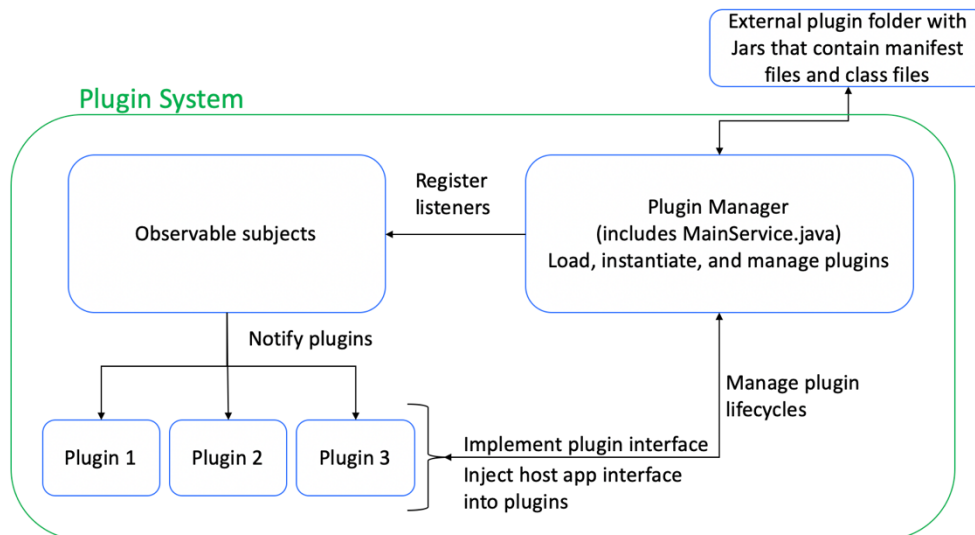 External plugin folder with
Jars that contain manifest
files and class files
Plugin System
Register
listeners
Observable subjects
Plugin Manager
(includes MainService.java)
Load, instantiate, and manage plugins
Notify plugins
Manage plugin
lifecycles
Plugin 1
Plugin 2
Plugin 3
Implement plugin interface
Inject host app interface
into plugins